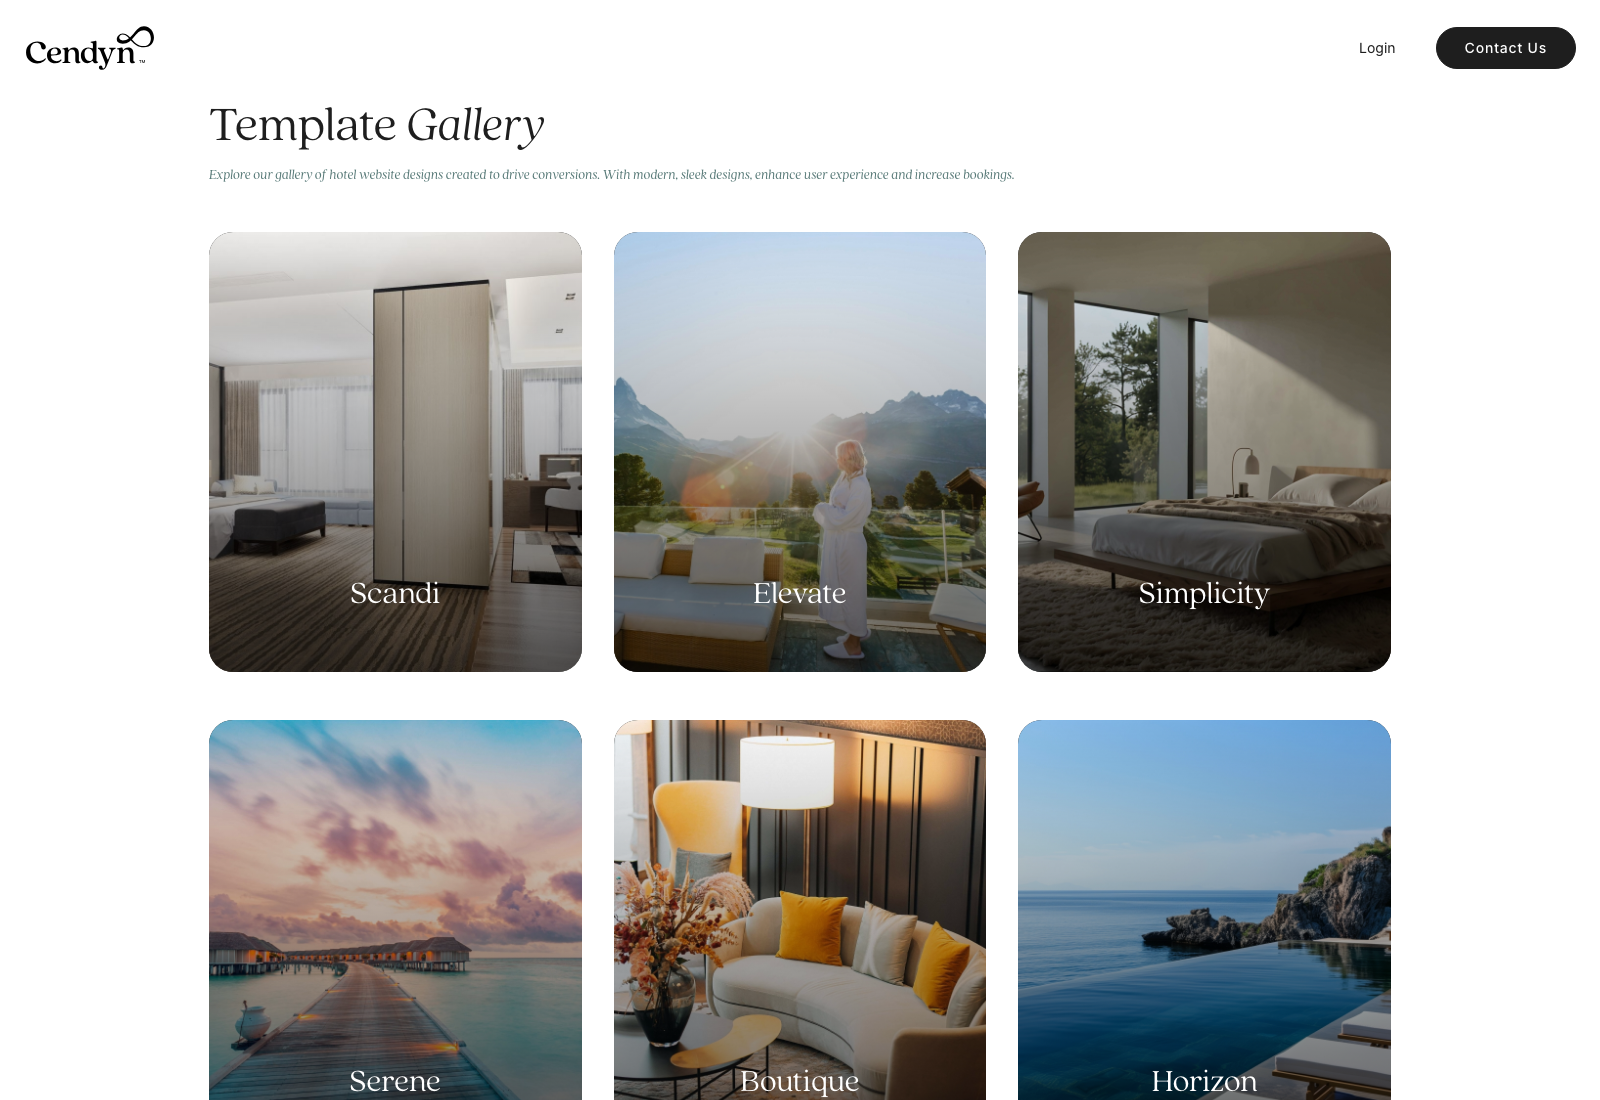 Cendyn™
Login
Contact Us
Template Gallery
Explore our gallery of hotel website designs created to drive conversions. With modern, sleek designs, enhance user experience and increase bookings.
Scandi
Elevate
Simplicity
Serene
Boutique
Horizon